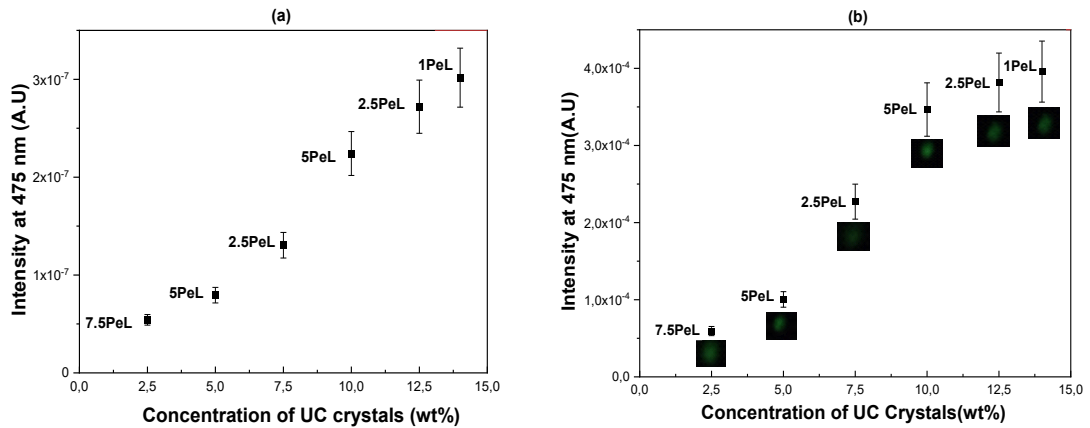 (a)
Intensity at 475 nm (A.U)
3x10⁻⁷
2x10⁻⁷
1x10⁻⁷
0
1PeL
2.5PeL
5PeL
2.5PeL
5PeL
7.5PeL
0,0 2,5 5,0 7,5 10,0 12,5 15,0
Concentration of UC crystals (wt%)
(b)
Intensity at 475 nm(A.U)
4,0x10⁻⁴
3,0x10⁻⁴
2,0x10⁻⁴
1,0x10⁻⁴
0,0
1PeL
2.5PeL
5PeL
2.5PeL
5PeL
7.5PeL
0,0 2,5 5,0 7,5 10,0 12,5 15,0
Concentration of UC Crystals(wt%)